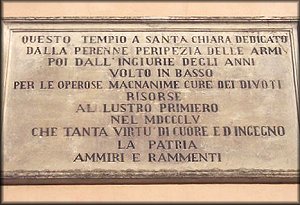 QUESTO TEMPIO A SANTA CHIARA DEDICATO
DALLA PERENNE PERIPEZIA DELLE ARMI
POI DALL'INGIURIE DEGLI ANNI
VOLTO IN BASSO
PER LE OPEROSE MACNANIME CURE DEI DIVOTI
RISORSE
AL LUSTRO PRIMIERO
NEL MDCCCLV
CHE TANTA VIRTU' DI CUORE E D'INGEGNO
LA PATRIA
AMMIRI E RAMMENTI